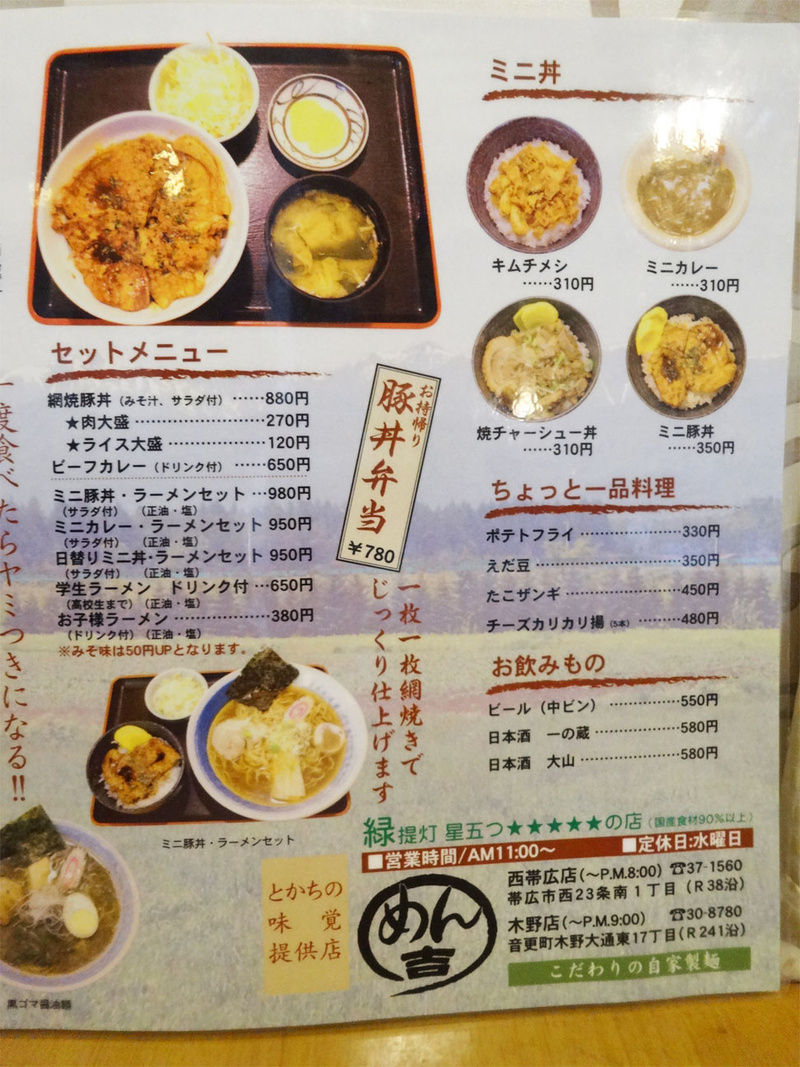 セットメニュー
網焼豚丼(みそ汁、サラダ付) ……880円
★肉大盛 ……………………270円
★ライス大盛 …………………120円
ビーフカレー(ドリンク付) ……650円
ミニ豚丼・ラーメンセット …980円
(サラダ付) (正油・塩)
ミニカレー・ラーメンセット 950円
(サラダ付) (正油・塩)
日替りミニ丼・ラーメンセット 950円
(サラダ付) (正油・塩)
学生ラーメン ドリンク付 …650円
(高校生まで)(正油・塩)
お子様ラーメン ………………380円
(ドリンク付)(正油・塩)
※みそ味は50円UPとなります。
一度食べたらヤミつきになる!!
ミニ豚丼・ラーメンセット
黒ゴマ醤油麺
お持帰り
豚丼弁当
¥780
一枚一枚網焼きで
じっくり仕上げます
ミニ丼
キムチメシ
……310円
ミニカレー
……310円
焼チャーシュー丼
……310円
ミニ豚丼
……350円
ちょっと一品料理
ポテトフライ …………………330円
えだ豆 …………………………350円
たこザンギ ……………………450円
チーズカリカリ揚(5本) ………480円
お飲みもの
ビール(中ビン) ………………550円
日本酒 一の蔵 ………………580円
日本酒 大山 …………………580円
緑提灯 星五つ★★★★★の店(国産食材90%以上)
■営業時間/AM11:00〜 ■定休日:水曜日
とかちの
味覚
提供店
めん吉
西帯広店(〜P.M.8:00) ☎37-1560
帯広市西23条南1丁目(R38沿)
木野店(〜P.M.9:00) ☎30-8780
音更町木野大通東17丁目(R241沿)
こだわりの自家製麺